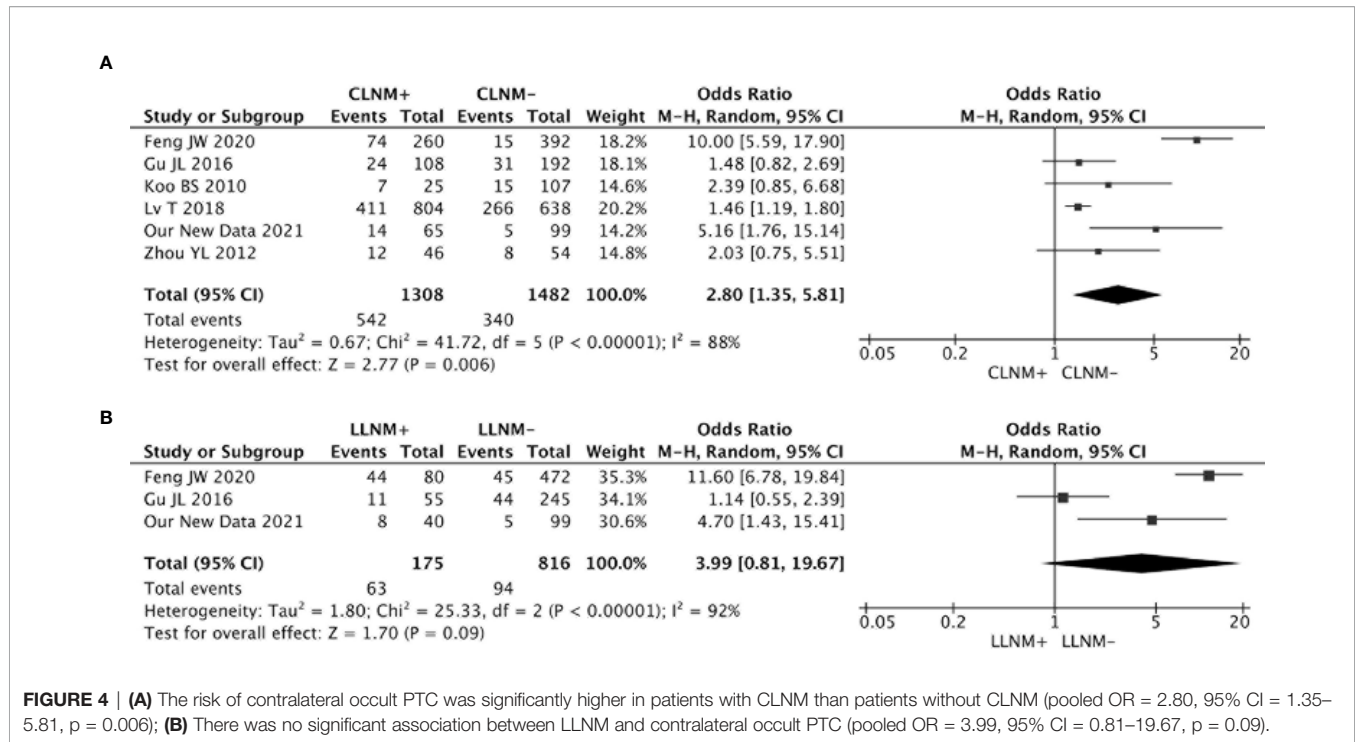 A
CLNM+ CLNM- Odds Ratio Odds Ratio
Study or Subgroup Events Total Events Total Weight M-H, Random, 95% CI M-H, Random, 95% CI
Feng JW 2020 74 260 15 392 18.2% 10.00 [5.59, 17.90]
Gu JL 2016 24 108 31 192 18.1% 1.48 [0.82, 2.69]
Koo BS 2010 7 25 15 107 14.6% 2.39 [0.85, 6.68]
Lv T 2018 411 804 266 638 20.2% 1.46 [1.19, 1.80]
Our New Data 2021 14 65 5 99 14.2% 5.16 [1.76, 15.14]
Zhou YL 2012 12 46 8 54 14.8% 2.03 [0.75, 5.51]
Total (95% CI) 1308 1482 100.0% 2.80 [1.35, 5.81]
Total events 542 340
Heterogeneity: Tau² = 0.67; Chi² = 41.72, df = 5 (P < 0.00001); I² = 88%
Test for overall effect: Z = 2.77 (P = 0.006)
0.05 0.2 1 5 20
CLNM+ CLNM-
B
LLNM+ LLNM- Odds Ratio Odds Ratio
Study or Subgroup Events Total Events Total Weight M-H, Random, 95% CI M-H, Random, 95% CI
Feng JW 2020 44 80 45 472 35.3% 11.60 [6.78, 19.84]
Gu JL 2016 11 55 44 245 34.1% 1.14 [0.55, 2.39]
Our New Data 2021 8 40 5 99 30.6% 4.70 [1.43, 15.41]
Total (95% CI) 175 816 100.0% 3.99 [0.81, 19.67]
Total events 63 94
Heterogeneity: Tau² = 1.80; Chi² = 25.33, df = 2 (P < 0.00001); I² = 92%
Test for overall effect: Z = 1.70 (P = 0.09)
0.05 0.2 1 5 20
LLNM+ LLNM-
FIGURE 4 | (A) The risk of contralateral occult PTC was significantly higher in patients with CLNM than patients without CLNM (pooled OR = 2.80, 95% CI = 1.35–
5.81, p = 0.006); (B) There was no significant association between LLNM and contralateral occult PTC (pooled OR = 3.99, 95% CI = 0.81–19.67, p = 0.09).